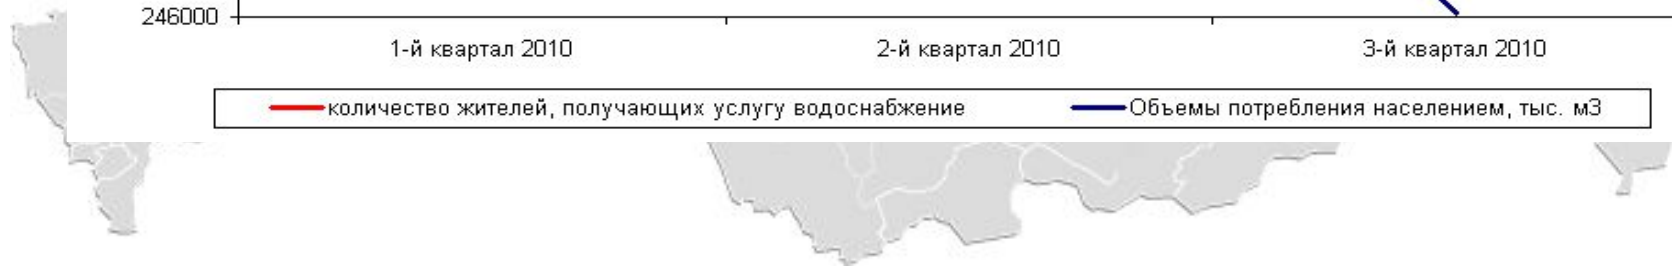 246000
1-й квартал 2010 2-й квартал 2010 3-й квартал 2010
количество жителей, получающих услугу водоснабжение Объемы потребления населением, тыс. м3